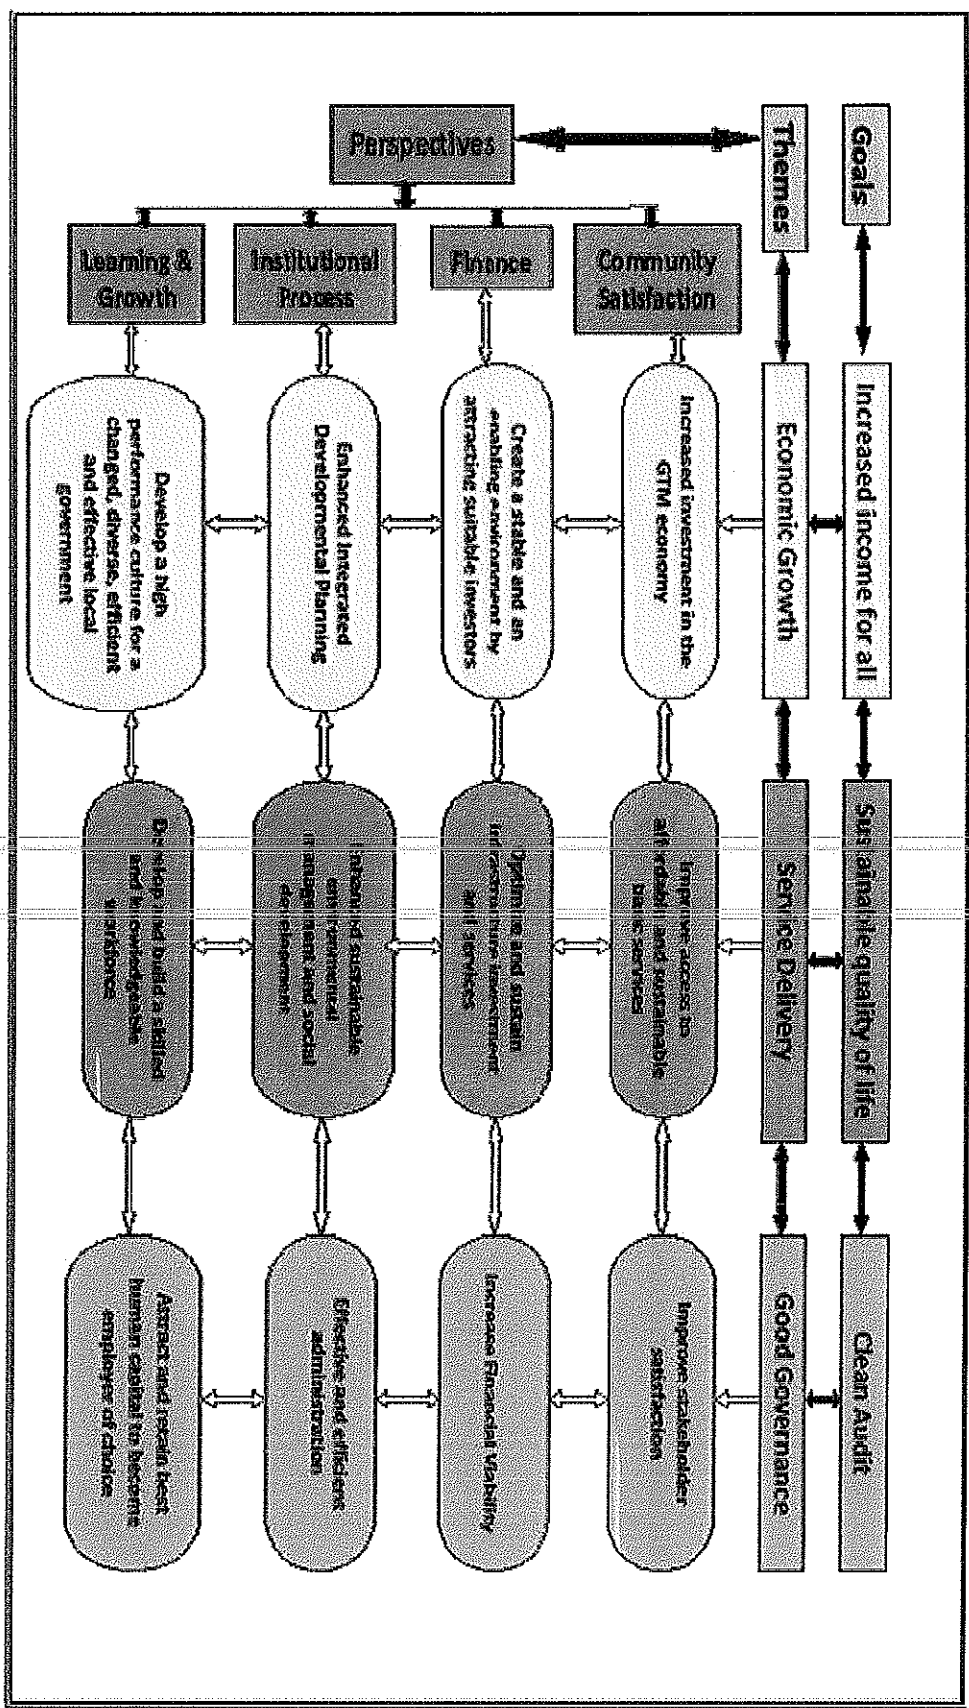 Goals
Increased income for all
Sustainable quality of life
Clean Audit
Themes
Economic Growth
Service Delivery
Good Governance
Perspectives
Community
Satisfaction
Increased investment in the
GTM economy
Improve access to
affordable and sustainable
basic services
Improve stakeholder
satisfaction
Finance
Create a stable and an
enabling environment by
attracting suitable investors
Optimize and sustain
infrastructure investment
and services
Increase Financial Viability
Institutional
Process
Enhanced Integrated
Developmental Planning
sustainable
environmental
management and social
development
Effective and efficient
administration
Learning &
Growth
Develop a high
performance culture for a
changed, diverse, efficient
and effective local
government
Develop and build a skilled
and knowledgeable
workforce
Attract and retain best
human capital to become
employer of choice